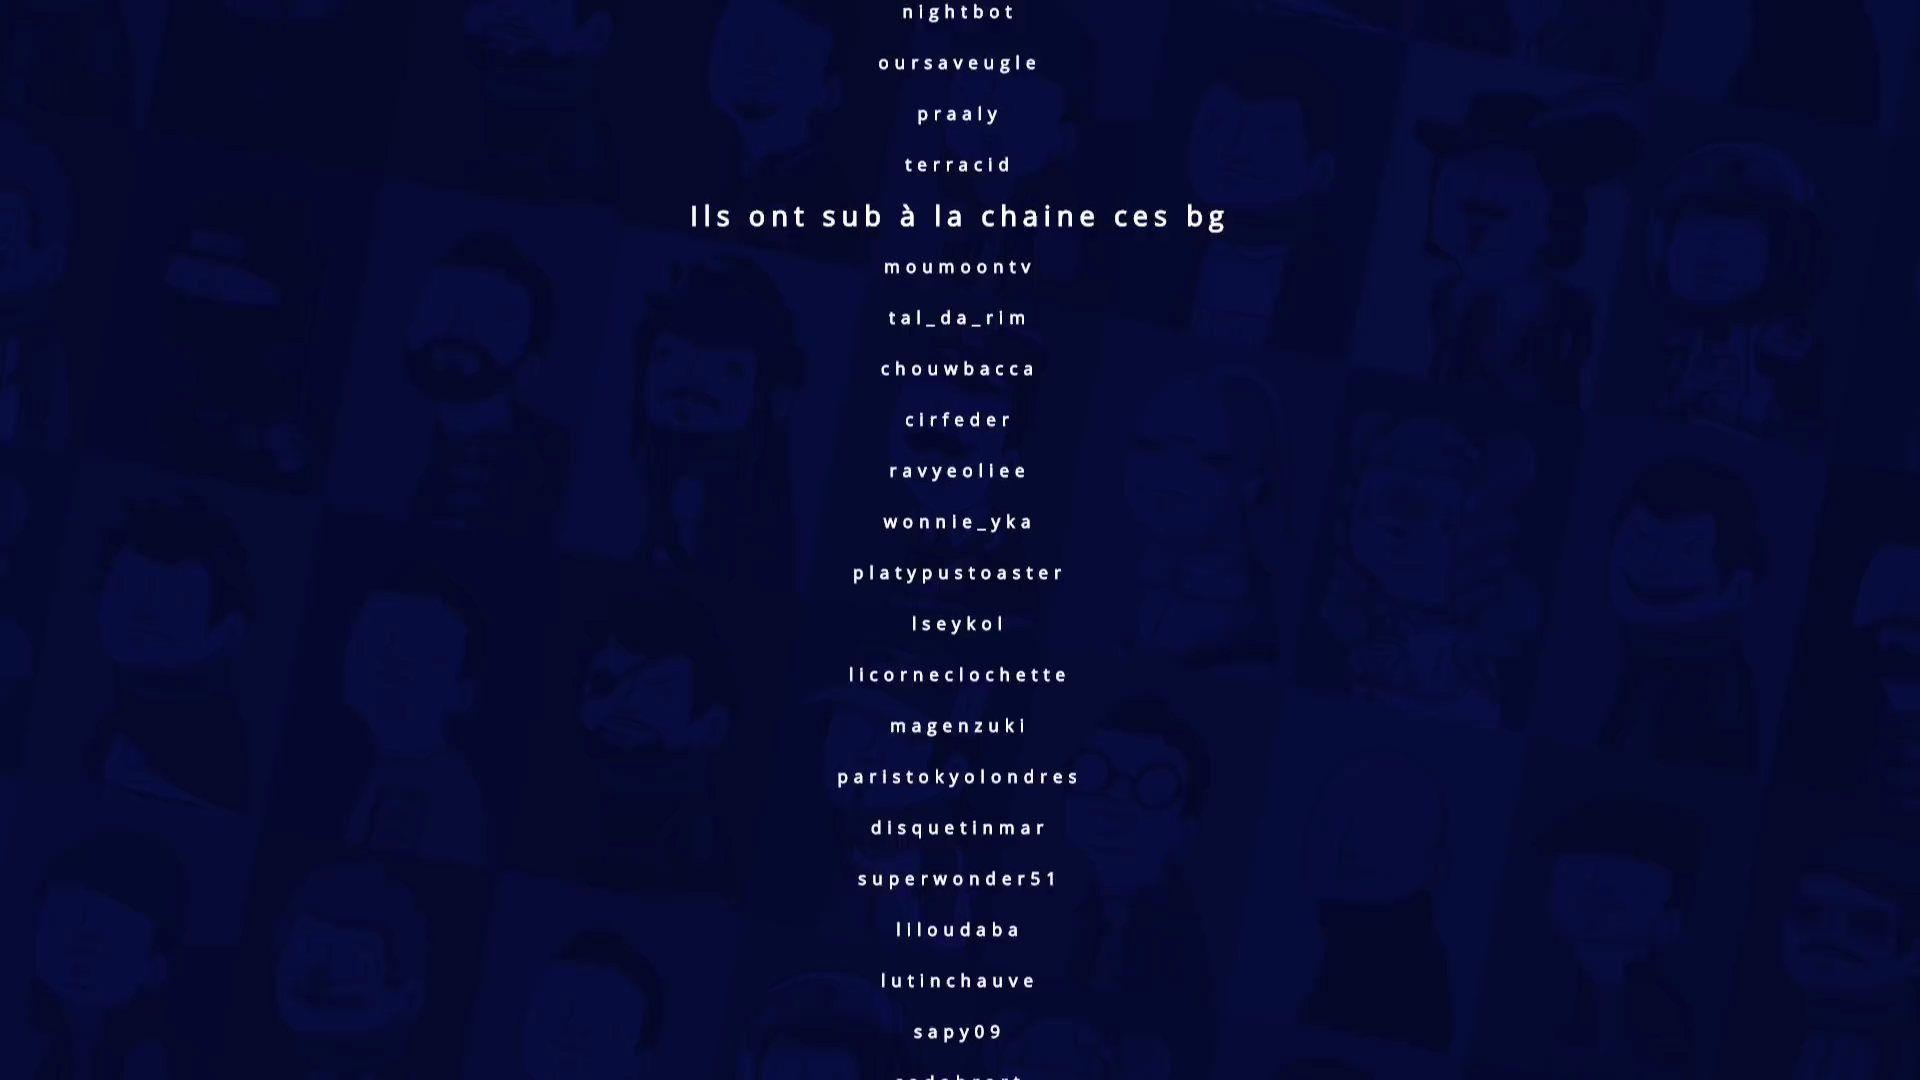 nightbot
oursaveugle
praaly
terracid
Ils ont sub à la chaine ces bg
moumoontv
tal_da_rim
chouwbacca
cirfeder
ravyeoliee
wonnie_yka
platypustoaster
lseykol
licorneclochette
magenzuki
paristokyolondres
disquetinmar
superwonder51
liloudaba
lutinchauve
sapy09